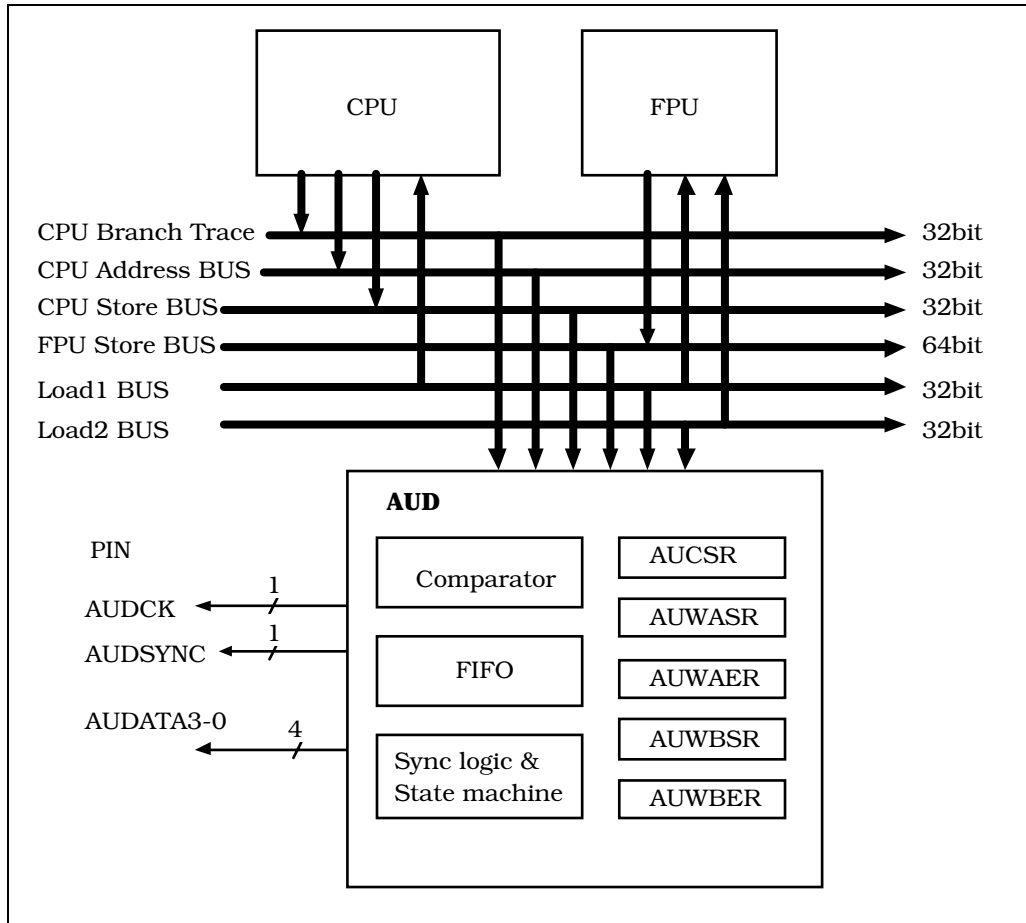 CPU
FPU
CPU Branch Trace
32bit
CPU Address BUS
32bit
CPU Store BUS
32bit
FPU Store BUS
64bit
Load1 BUS
32bit
Load2 BUS
32bit
AUD
PIN
AUDCK
1
AUDSYNC
1
AUDATA3-0
4
Comparator
FIFO
Sync logic &
State machine
AUCSR
AUWASR
AUWAER
AUWBSR
AUWBER